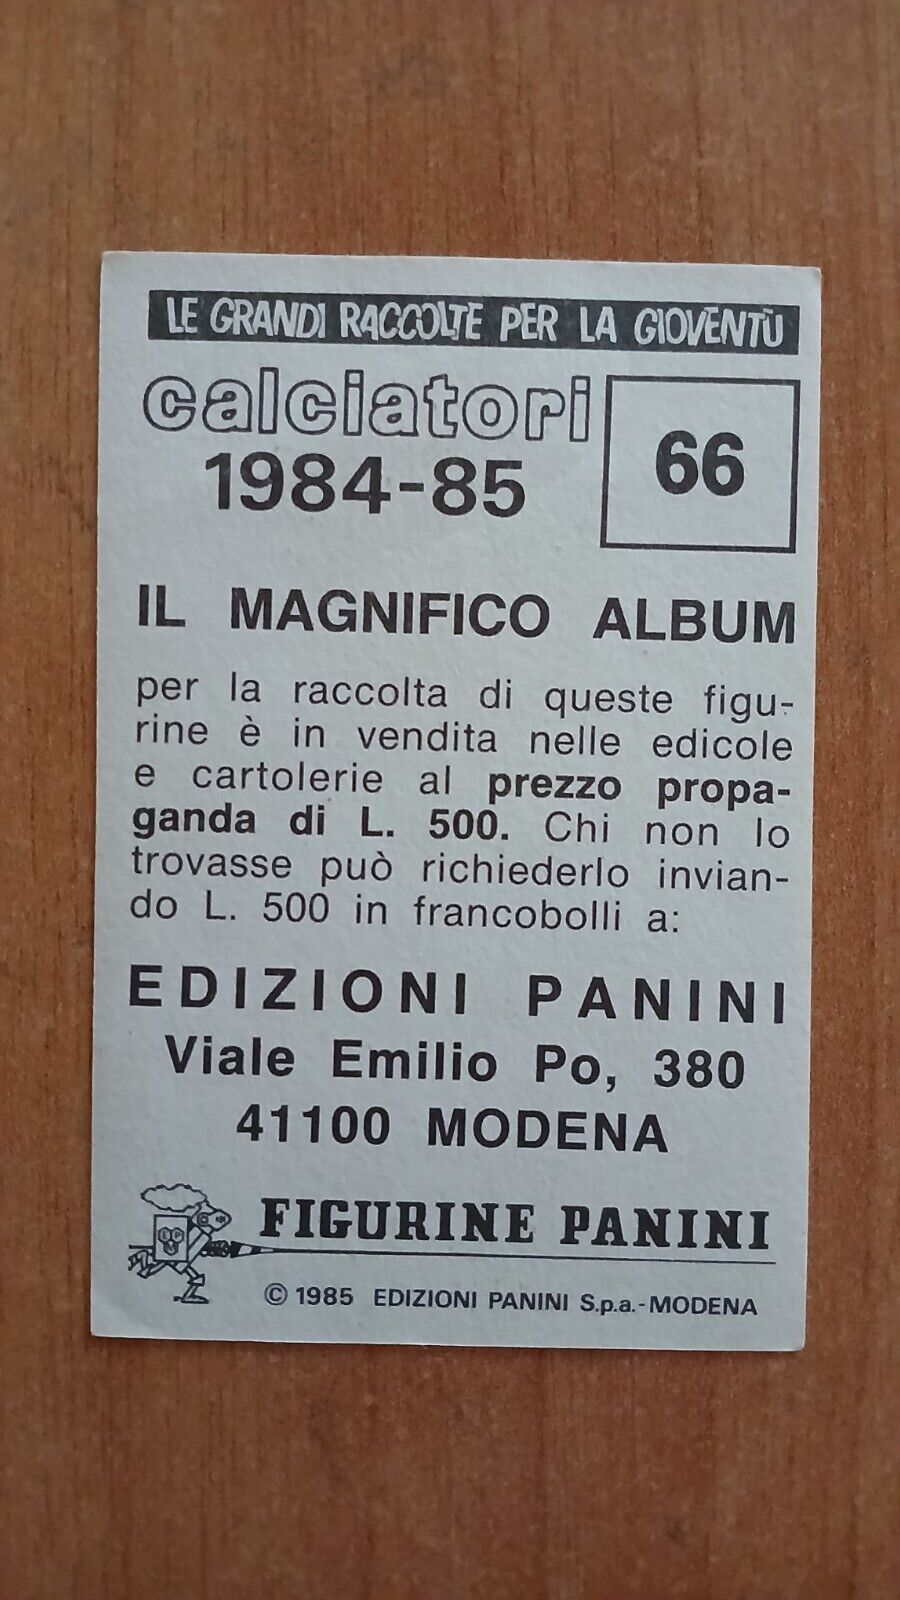 LE GRANDI RACCOLTE PER LA GIOVENTÙ
calciatori
1984-85
66
IL MAGNIFICO ALBUM
per la raccolta di queste figu-
rine è in vendita nelle edicole
e cartolerie al prezzo propa-
ganda di L. 500. Chi non lo
trovasse può richiederlo invian-
do L. 500 in francobolli a:
EDIZIONI PANINI
Viale Emilio Po, 380
41100 MODENA
FIGURINE PANINI
© 1985 EDIZIONI PANINI S.p.a.-MODENA